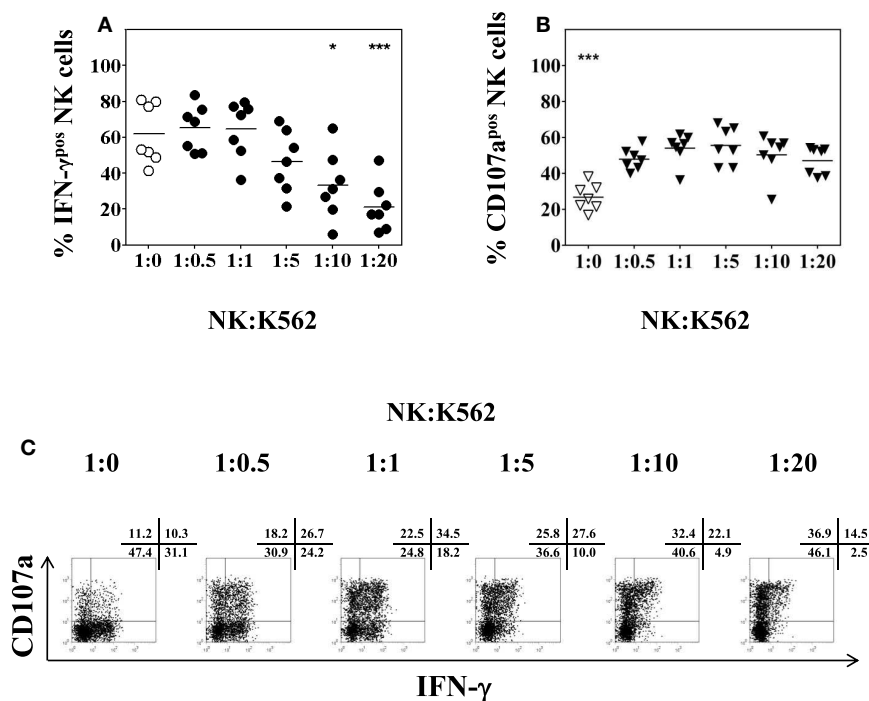 A
% IFN-γpos NK cells
* ***
100
80
60
40
20
0
1:0 1:0.5 1:1 1:5 1:10 1:20
NK:K562
B
% CD107apos NK cells
***
100
80
60
40
20
0
1:0 1:0.5 1:1 1:5 1:10 1:20
NK:K562
NK:K562
C
1:0 1:0.5 1:1 1:5 1:10 1:20
11.2 10.3 18.2 26.7 22.5 34.5 25.8 27.6 32.4 22.1 36.9 14.5
47.4 31.1 30.9 24.2 24.8 18.2 36.6 10.0 40.6 4.9 46.1 2.5
CD107a
IFN-γ